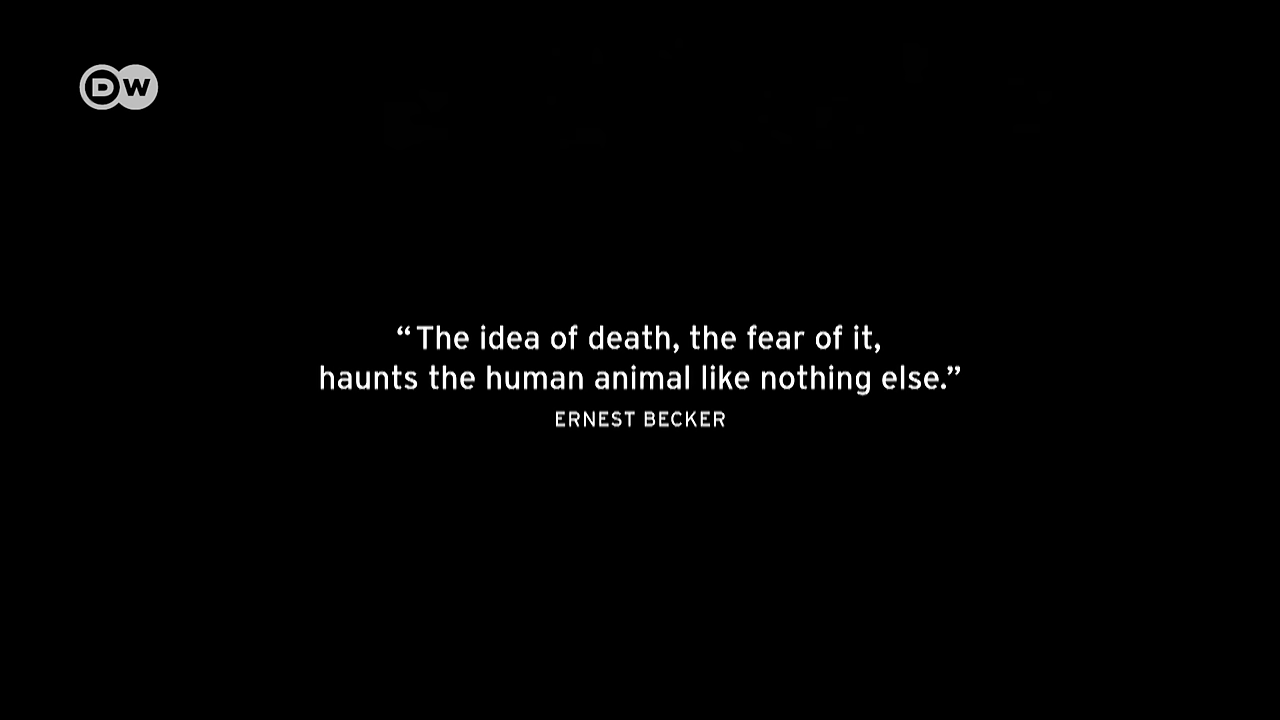 DW
“The idea of death, the fear of it,
haunts the human animal like nothing else.”
ERNEST BECKER